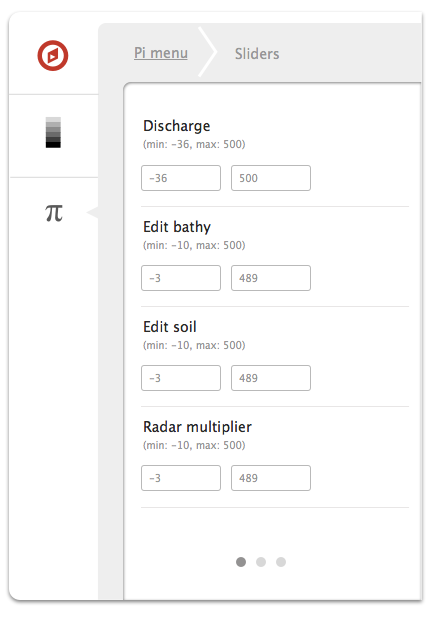 Pi menu
Sliders
π
Discharge
(min: -36, max: 500)
-36 500
Edit bathy
(min: -10, max: 500)
-3 489
Edit soil
(min: -10, max: 500)
-3 489
Radar multiplier
(min: -10, max: 500)
-3 489